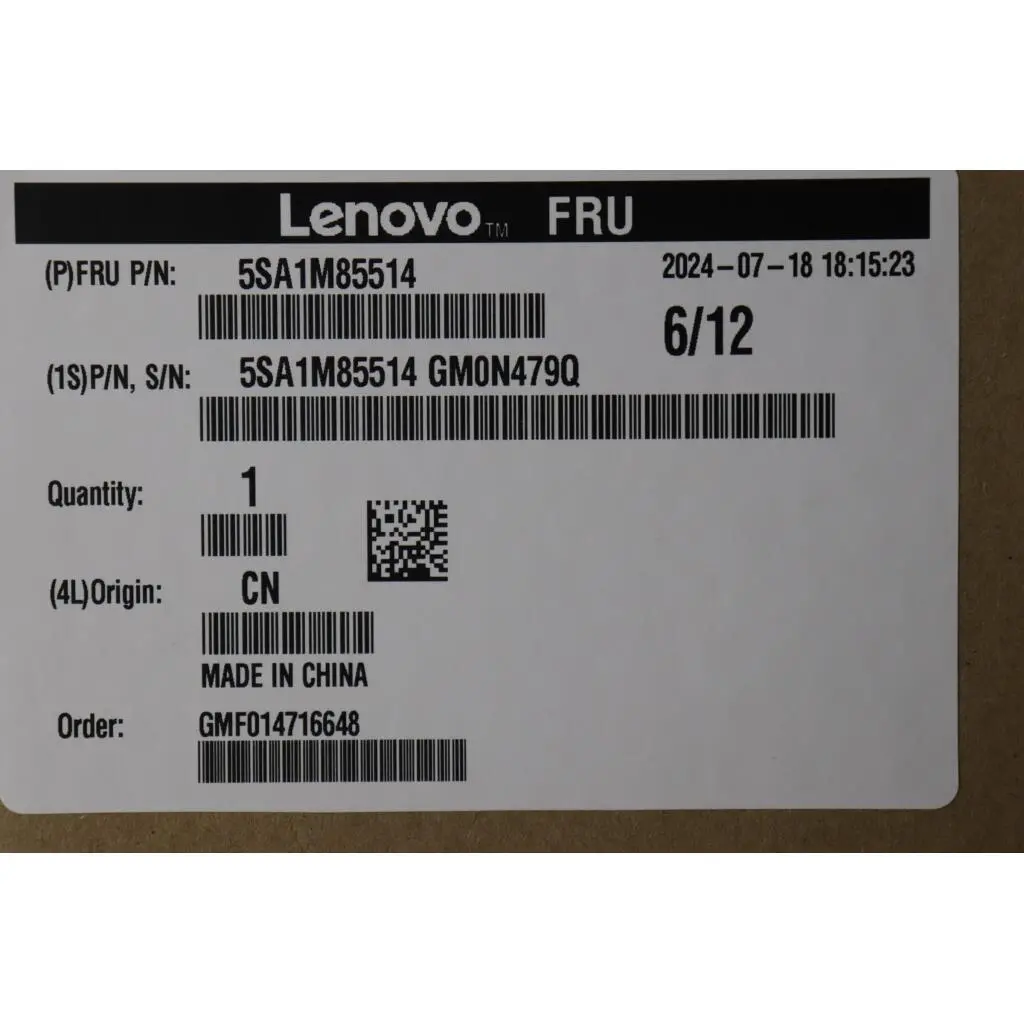 Lenovo™ FRU
(P)FRU P/N: 5SA1M85514 2024-07-18 18:15:23
6/12
(1S)P/N, S/N: 5SA1M85514 GM0N479Q
Quantity: 1
(4L)Origin: CN
MADE IN CHINA
Order: GMF014716648